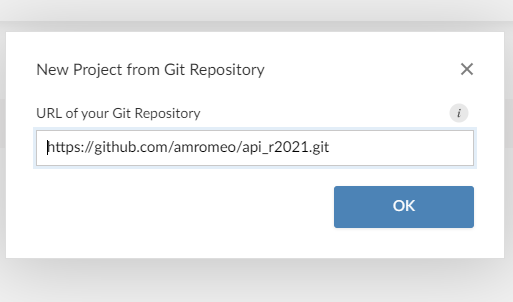 New Project from Git Repository
URL of your Git Repository
i
https://github.com/amromeo/api_r2021.git
OK